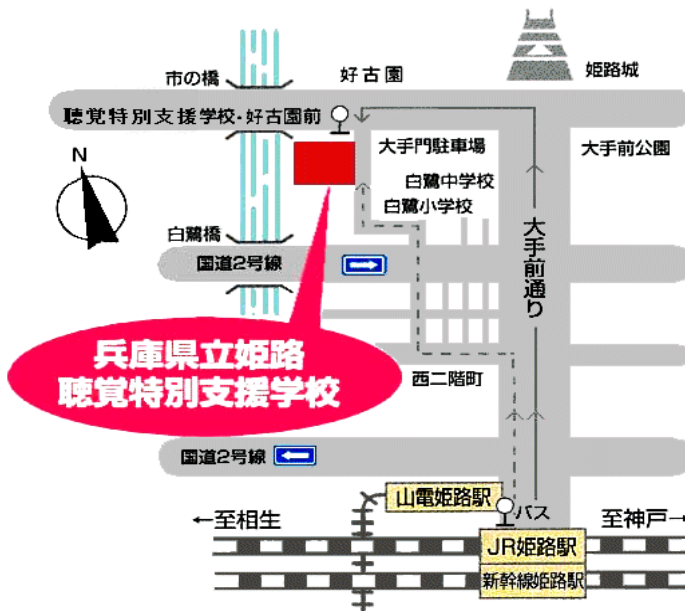 市の橋
好古園
姫路城
聴覚特別支援学校・好古園前
大手門駐車場
大手前公園
N
白鷺中学校
白鷺小学校
白鷺橋
大手前通り
国道2号線
兵庫県立姫路
聴覚特別支援学校
西二階町
国道2号線
山電姫路駅
バス
←至相生
至神戸→
JR姫路駅
新幹線姫路駅